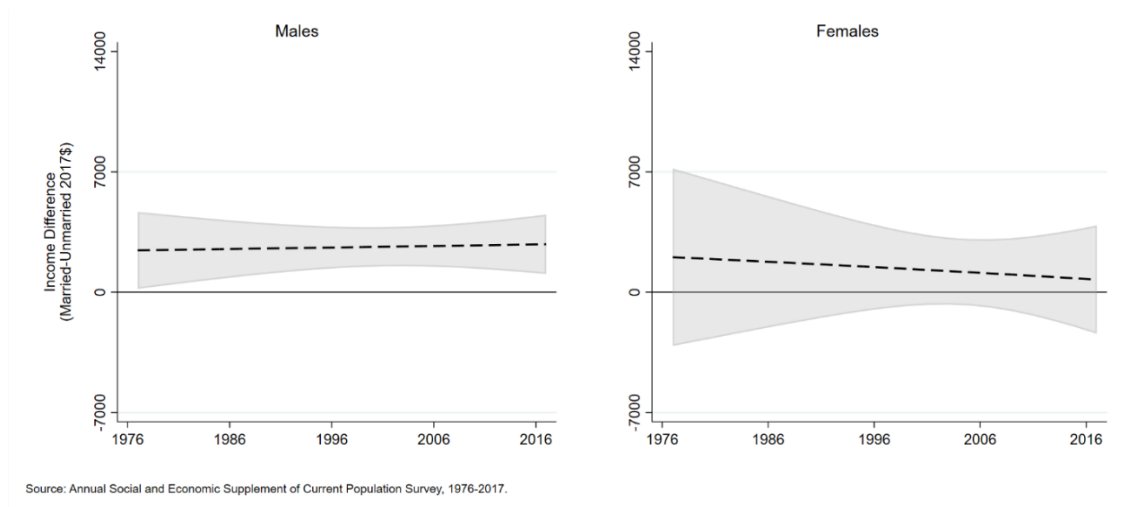 Males
Females
Income Difference
(Married-Unmarried 2017$)
14000
7000
0
-7000
1976 1986 1996 2006 2016
14000
7000
0
-7000
1976 1986 1996 2006 2016
Source: Annual Social and Economic Supplement of Current Population Survey, 1976-2017.